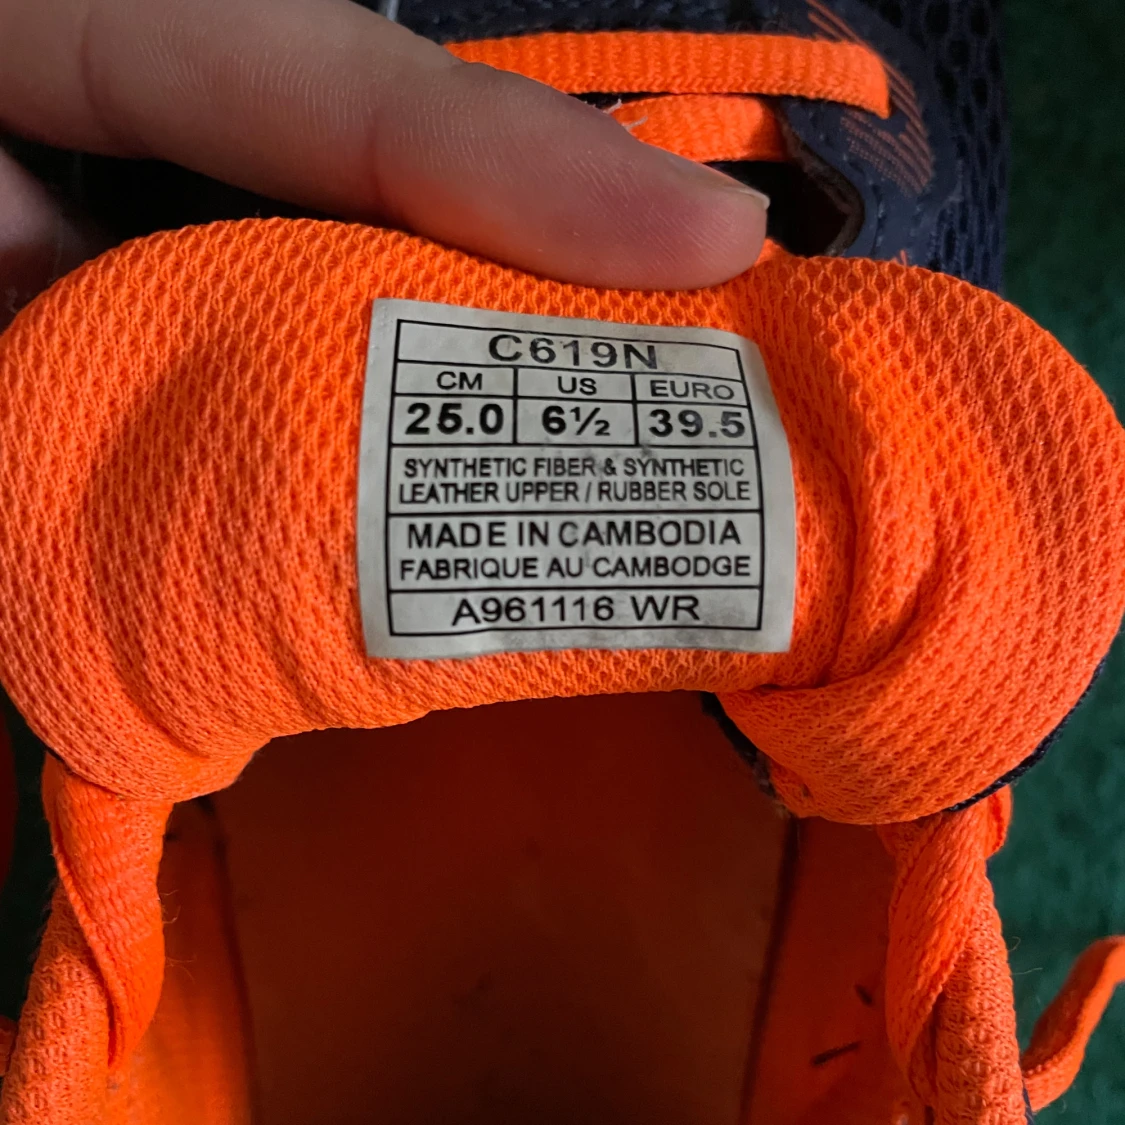 C619N
CM US EURO
25.0 6½ 39.5
SYNTHETIC FIBER & SYNTHETIC
LEATHER UPPER / RUBBER SOLE
MADE IN CAMBODIA
FABRIQUE AU CAMBODGE
A961116 WR